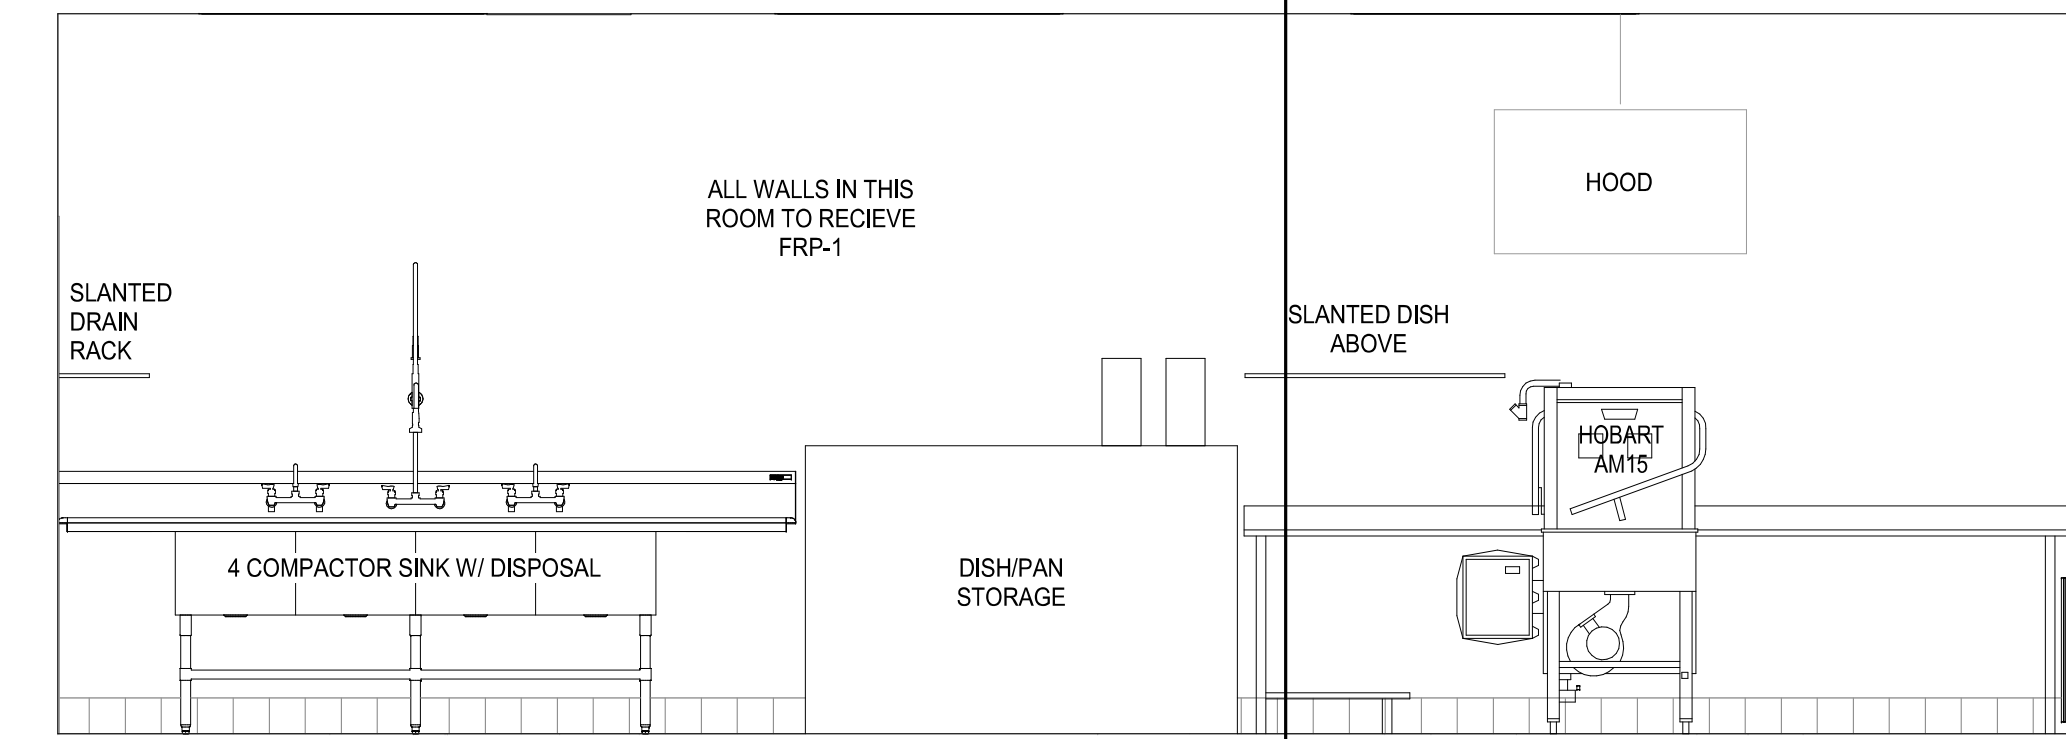 ALL WALLS IN THIS
ROOM TO RECIEVE
FRP-1
HOOD
SLANTED
DRAIN
RACK
SLANTED DISH
ABOVE
HOBART
AM15
4 COMPACTOR SINK W/ DISPOSAL
DISH/PAN
STORAGE